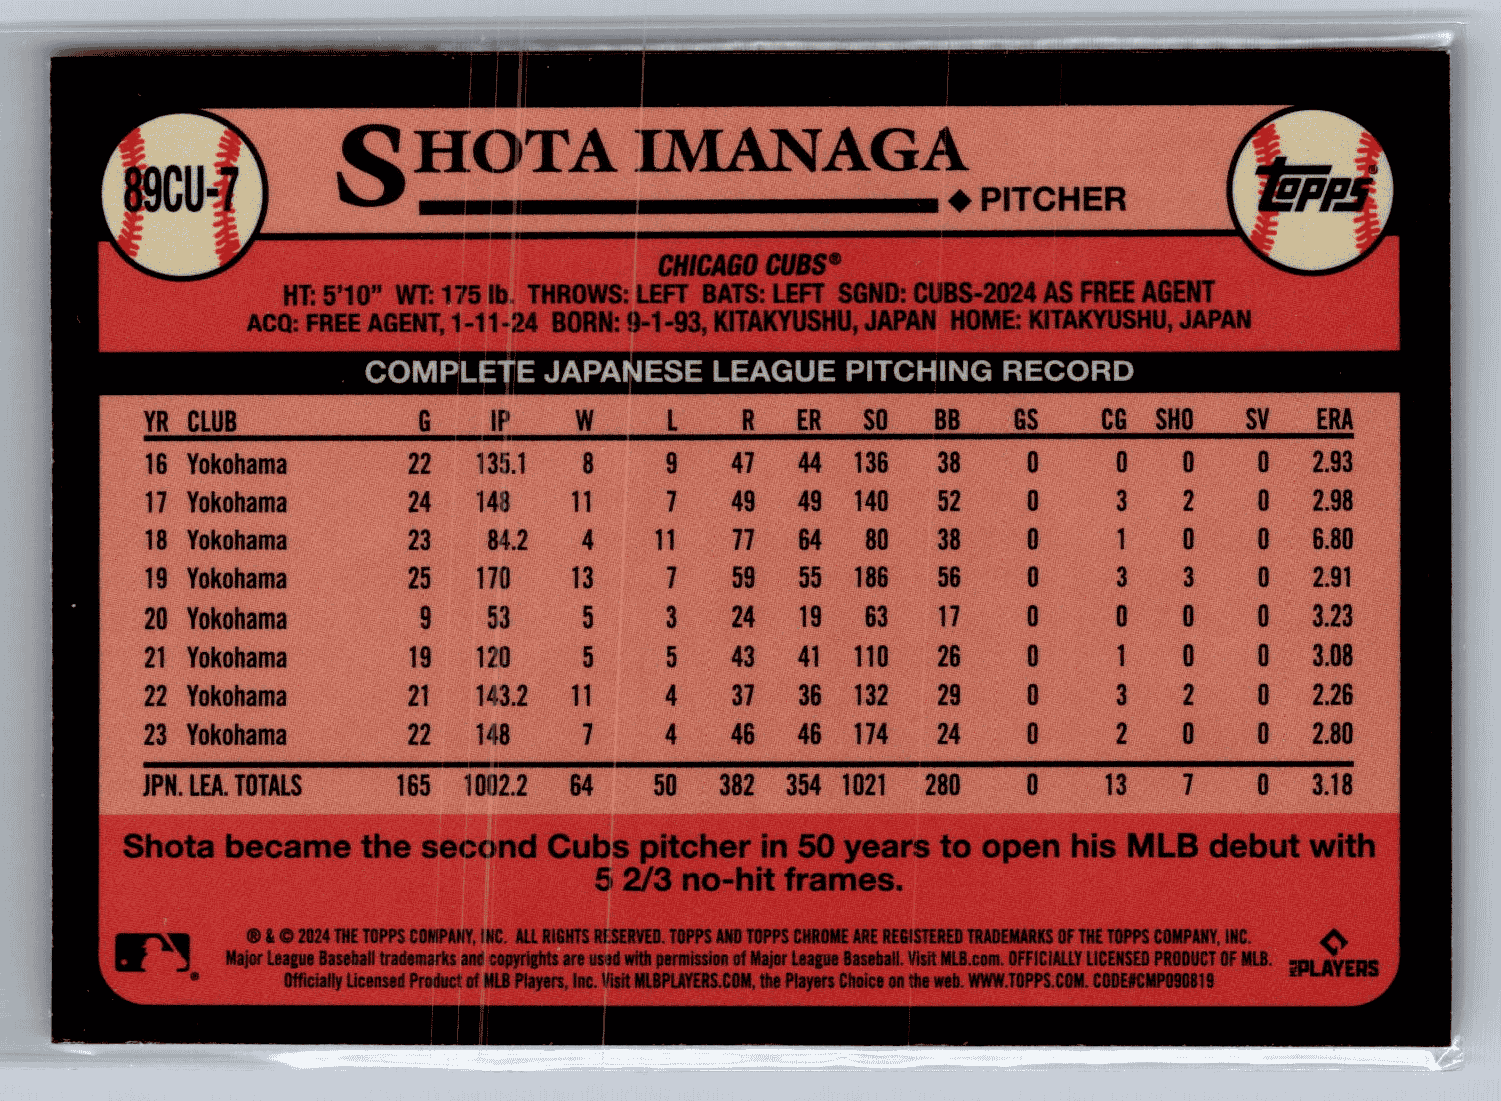 89CU-7
SHOTA IMANAGA
◆ PITCHER
TOPPS®
CHICAGO CUBS®
HT: 5'10" WT: 175 lb. THROWS: LEFT BATS: LEFT SGND: CUBS-2024 AS FREE AGENT
ACQ: FREE AGENT, 1-11-24 BORN: 9-1-93, KITAKYUSHU, JAPAN HOME: KITAKYUSHU, JAPAN
COMPLETE JAPANESE LEAGUE PITCHING RECORD
YR CLUB G IP W L R ER SO BB GS CG SHO SV ERA
16 Yokohama 22 135.1 8 9 47 44 136 38 0 0 0 0 2.93
17 Yokohama 24 148 11 7 49 49 140 52 0 3 2 0 2.98
18 Yokohama 23 84.2 4 11 77 64 80 38 0 1 0 0 6.80
19 Yokohama 25 170 13 7 59 55 186 56 0 3 3 0 2.91
20 Yokohama 9 53 5 3 24 19 63 17 0 0 0 0 3.23
21 Yokohama 19 120 5 5 43 41 110 26 0 1 0 0 3.08
22 Yokohama 21 143.2 11 4 37 36 132 29 0 3 2 0 2.26
23 Yokohama 22 148 7 4 46 46 174 24 0 2 0 0 2.80
JPN. LEA. TOTALS 165 1002.2 64 50 382 354 1021 280 0 13 7 0 3.18
Shota became the second Cubs pitcher in 50 years to open his MLB debut with
5 2/3 no-hit frames.
® & © 2024 THE TOPPS COMPANY, INC. ALL RIGHTS RESERVED. TOPPS AND TOPPS CHROME ARE REGISTERED TRADEMARKS OF THE TOPPS COMPANY, INC.
Major League Baseball trademarks and copyrights are used with permission of Major League Baseball. Visit MLB.com. OFFICIALLY LICENSED PRODUCT OF MLB.
Officially Licensed Product of MLB Players, Inc. Visit MLBPLAYERS.COM, the Players Choice on the web. WWW.TOPPS.COM. CODE#CMP090819
MLB PLAYERS